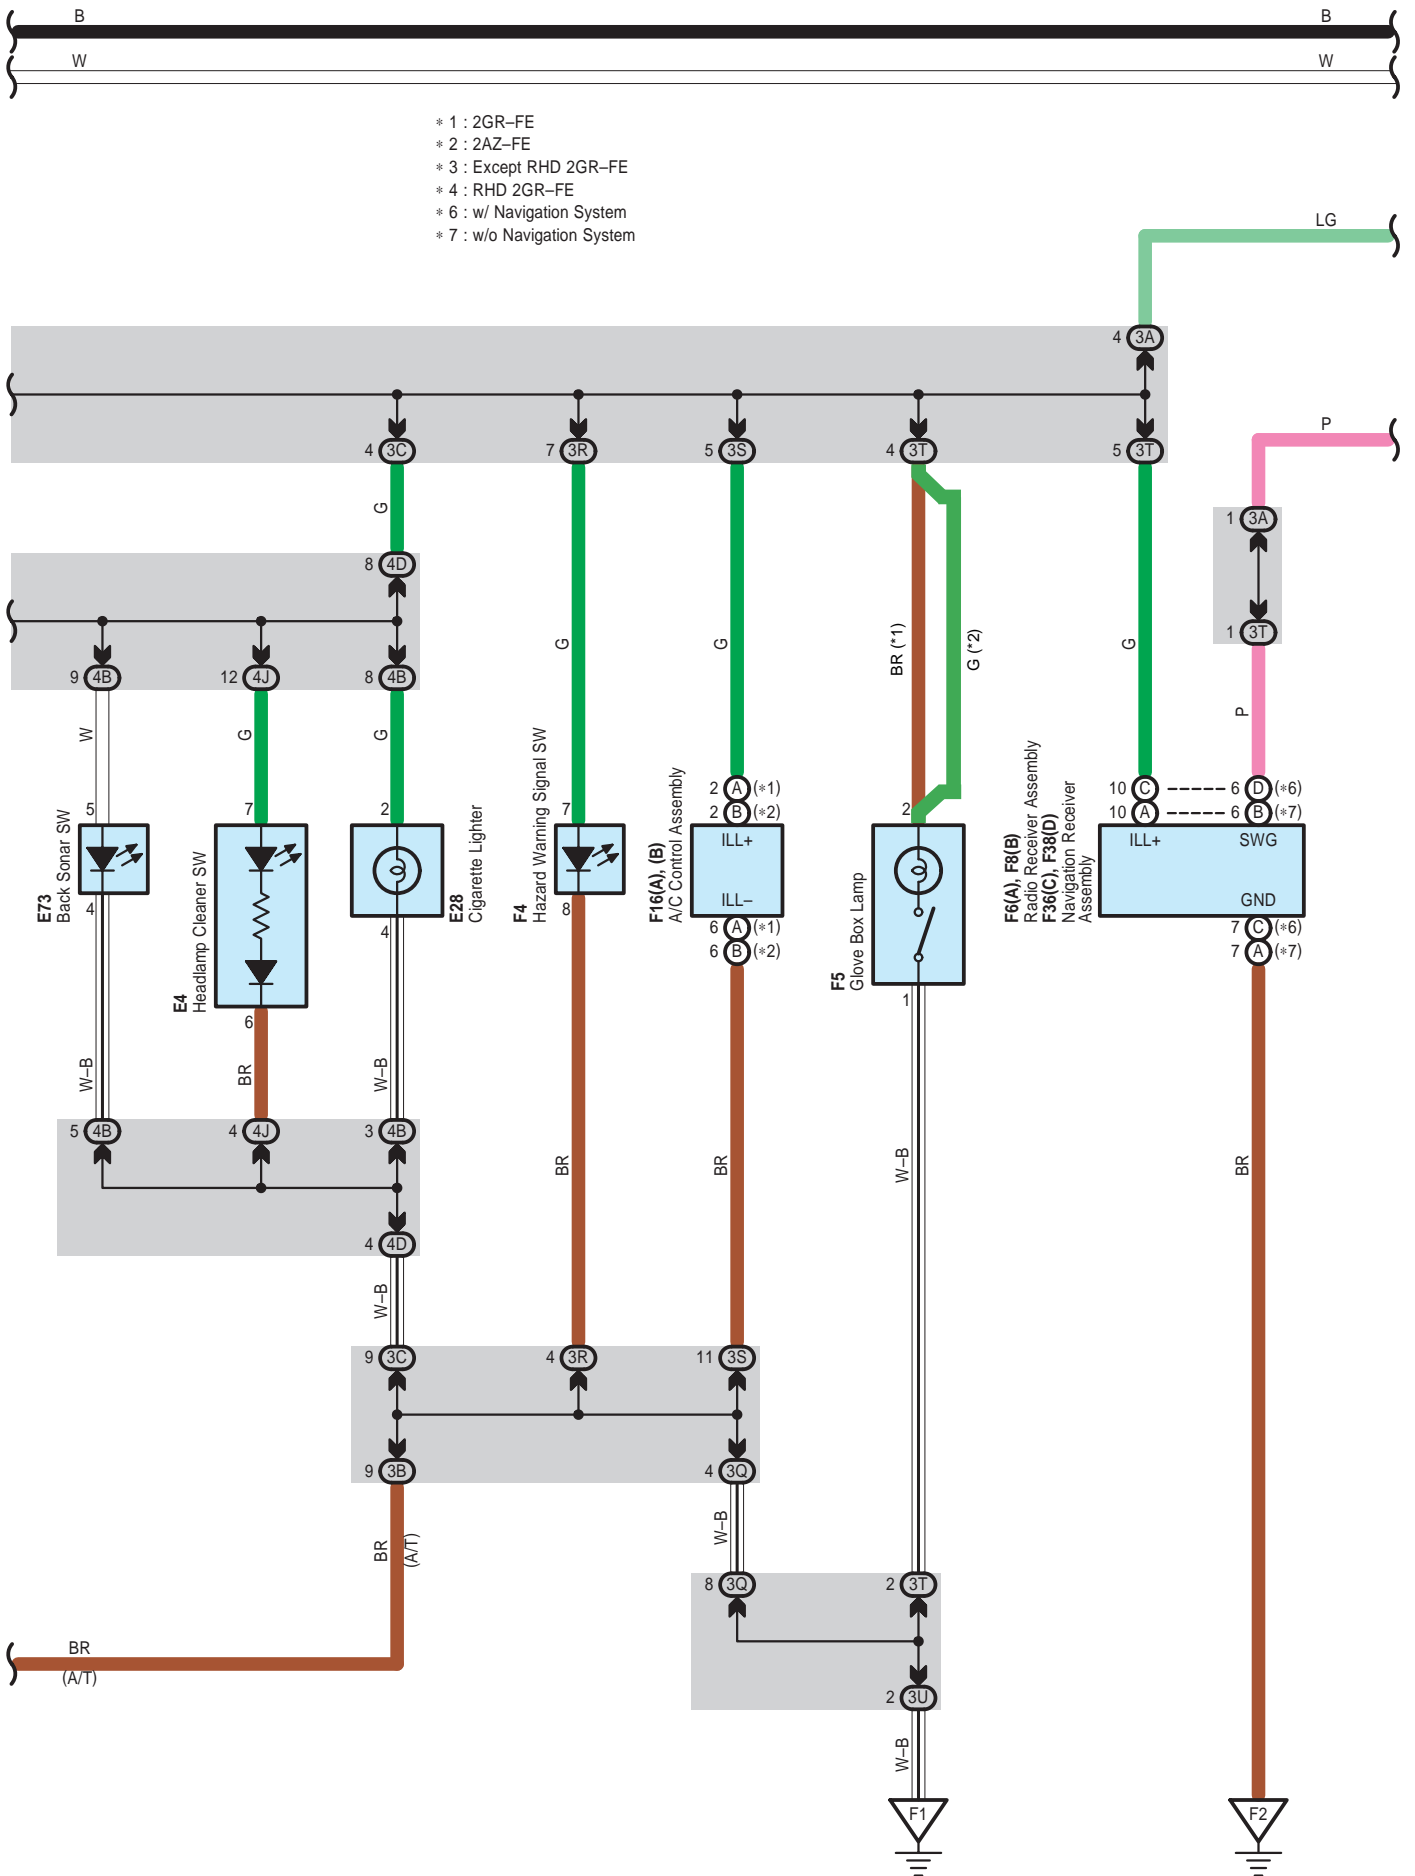 B B
W W
* 1 : 2GR–FE
* 2 : 2AZ–FE
* 3 : Except RHD 2GR–FE
* 4 : RHD 2GR–FE
* 6 : w/ Navigation System
* 7 : w/o Navigation System
LG
4 3A
P
4 3C 7 3R 5 3S 4 3T 5 3T
G
1 3A
8 4D
1 3T
G G BR (*1) G (*2) G
9 4B 12 4J 8 4B
W G G P
2 A (*1) 10 C 6 D (*6)
2 B (*2) 10 A 6 B (*7)
5 7 2 7 2
ILL+ ILL+ SWG
E73
Back Sonar SW
E4
Headlamp Cleaner SW
E28
Cigarette Lighter
F4
Hazard Warning Signal SW
F16(A), (B)
A/C Control Assembly
F5
Glove Box Lamp
F6(A), F8(B)
Radio Receiver Assembly
F36(C), F38(D)
Navigation Receiver
Assembly
ILL– GND
4 4 8
6 A (*1) 7 C (*6)
6 B (*2) 7 A (*7)
6 1
W–B BR W–B
5 4B 4 4J 3 4B
BR BR W–B BR
4 4D
W–B
9 3C 4 3R 11 3S
9 3B 4 3Q
BR
(A/T)
W–B
8 3Q 2 3T
BR
(A/T)
2 3U
W–B
F1 F2